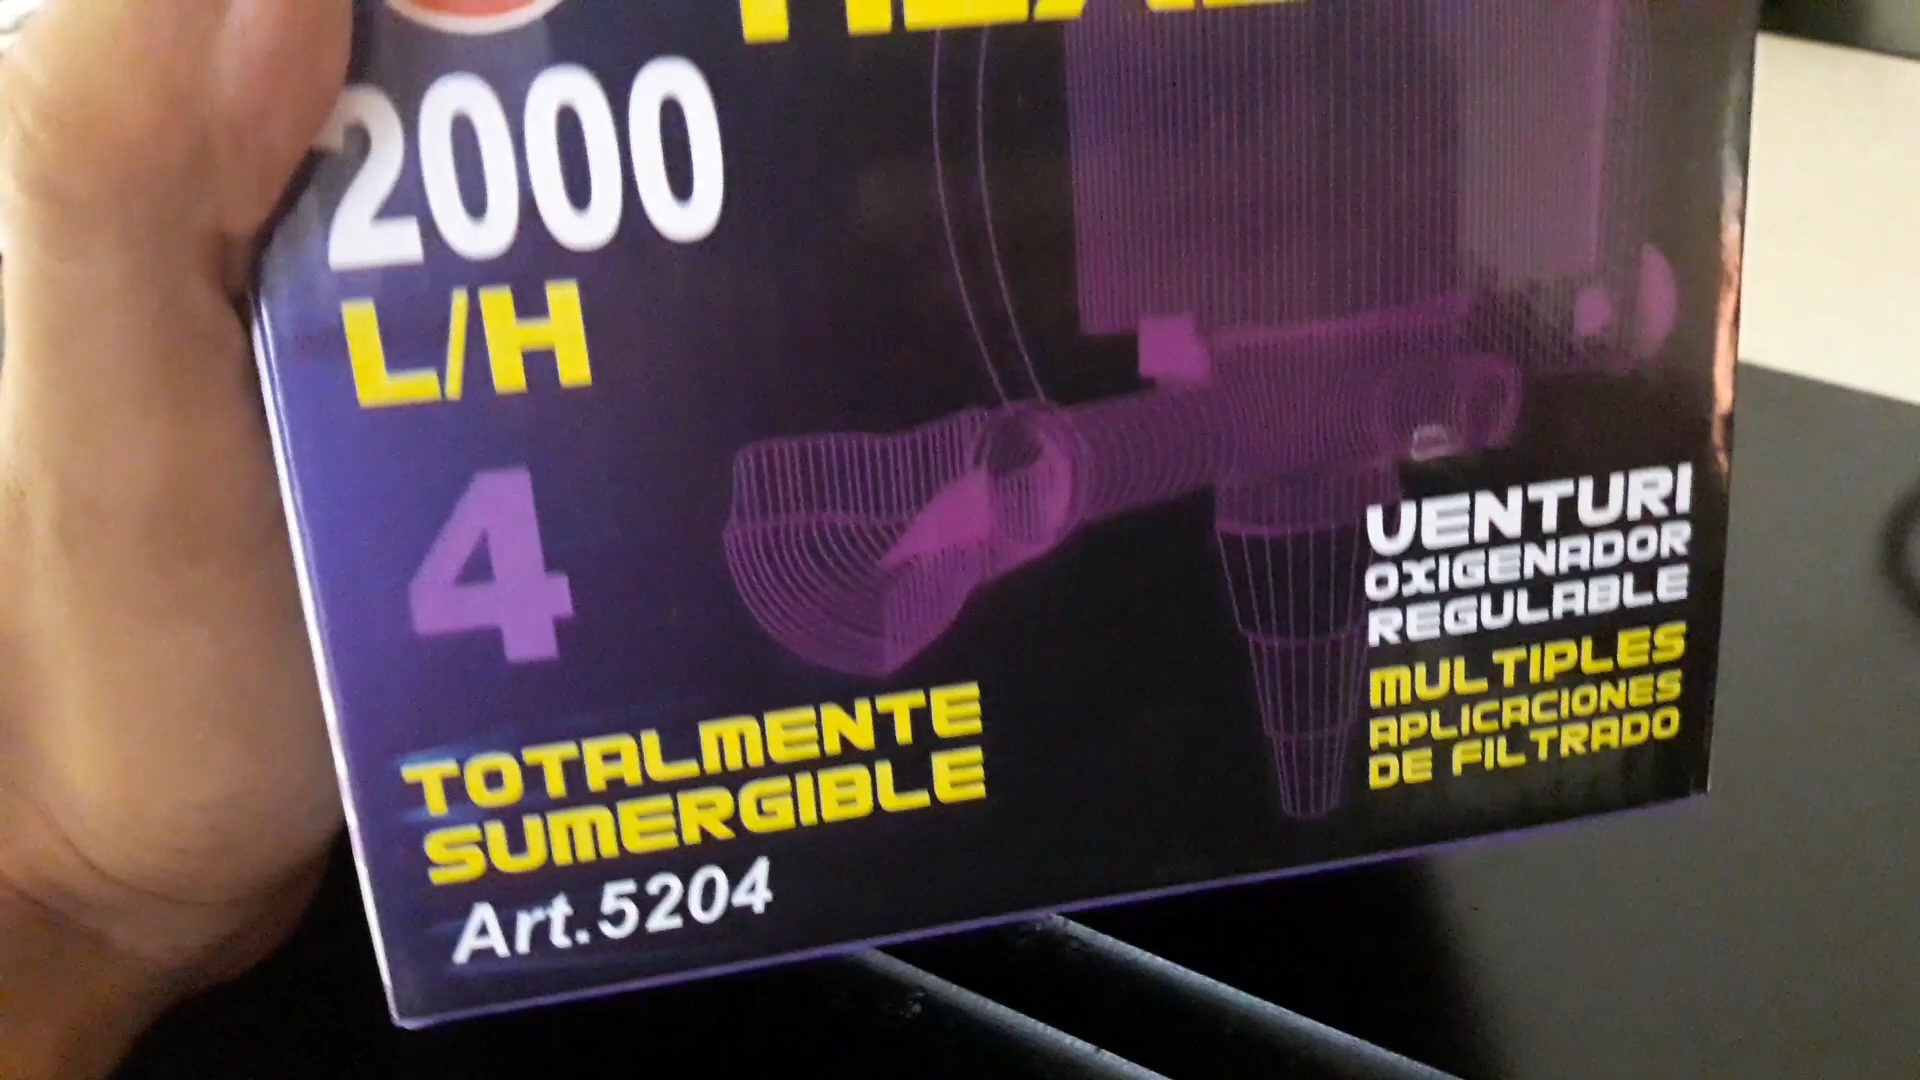 2000
L/H
4
TOTALMENTE
SUMERGIBLE
Art.5204
VENTURI
OXIGENADOR
REGULABLE
MULTIPLES
APLICACIONES
DE FILTRADO